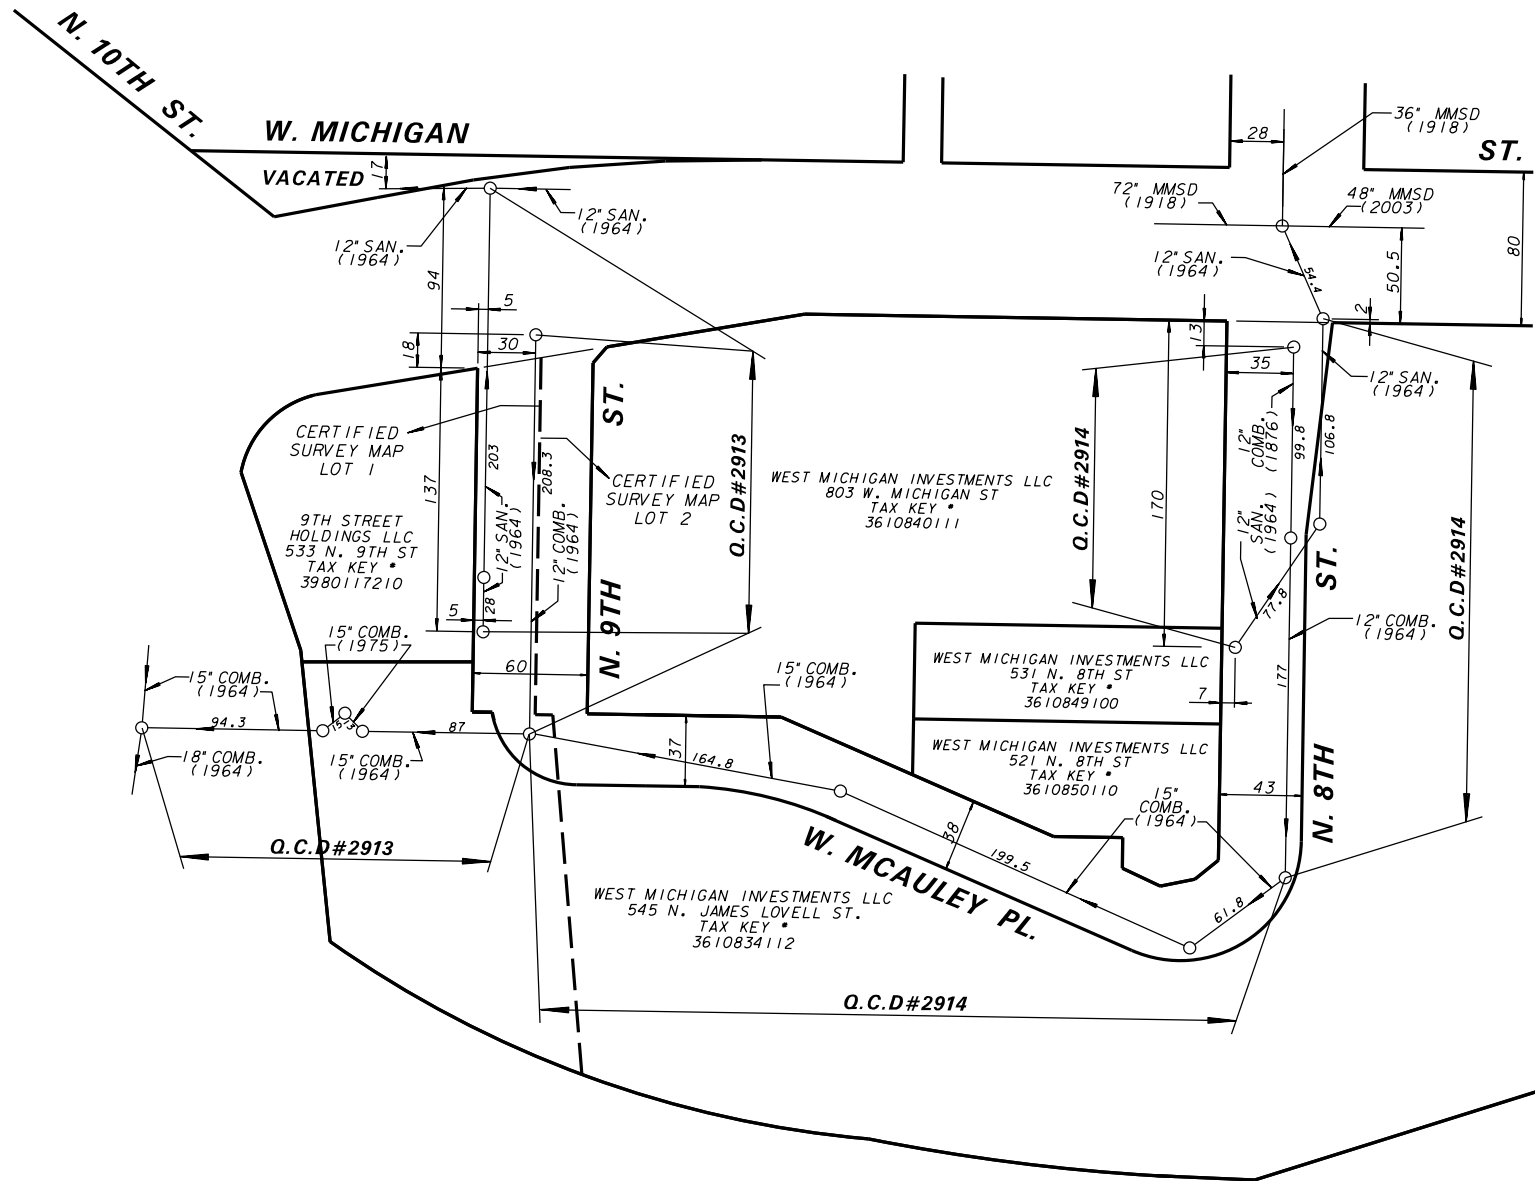 N. 10TH ST.
W. MICHIGAN
ST.
VACATED
17
12" SAN.
(1964)
12" SAN.
(1964)
94
5
30
18
28
36" MMSD
(1918)
72" MMSD
(1918)
48" MMSD
(2003)
12" SAN.
(1964)
54.4
50.5
80
2
13
35
12" SAN.
(1964)
CERTIFIED
SURVEY MAP
LOT 1
137
203
208.3
12" SAN.
(1964)
12" COMB.
(1964)
28
5
60
CERTIFIED
SURVEY MAP
LOT 2
N. 9TH ST.
Q.C.D#2913
9TH STREET
HOLDINGS LLC
533 N. 9TH ST
TAX KEY *
3980117210
WEST MICHIGAN INVESTMENTS LLC
803 W. MICHIGAN ST
TAX KEY *
3610840111
Q.C.D#2914
170
12"
COMB.
(1876)
99.8
106.8
12"
SAN.
(1964)
77.8
177
Q.C.D#2914
12" COMB.
(1964)
N. 8TH ST.
WEST MICHIGAN INVESTMENTS LLC
531 N. 8TH ST
TAX KEY *
3610849100
7
WEST MICHIGAN INVESTMENTS LLC
521 N. 8TH ST
TAX KEY *
3610850110
43
15"
COMB.
(1964)
15" COMB.
(1975)
15" COMB.
(1964)
94.3
87
18" COMB.
(1964)
15" COMB.
(1964)
Q.C.D#2913
15" COMB.
(1964)
37
164.8
38
199.5
61.8
W. MCAULEY PL.
WEST MICHIGAN INVESTMENTS LLC
545 N. JAMES LOVELL ST.
TAX KEY *
3610834112
Q.C.D#2914